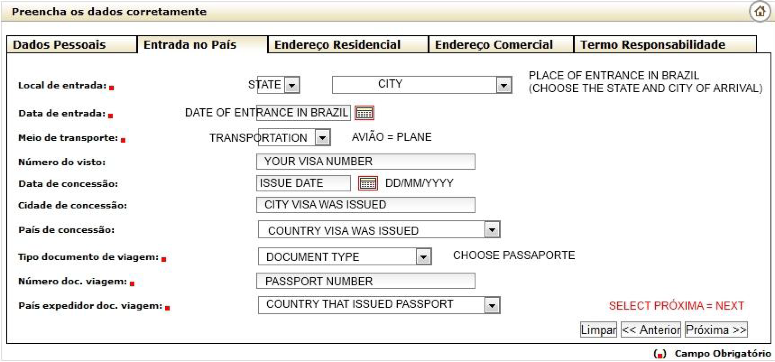 Preencha os dados corretamente
Dados Pessoais Entrada no País Endereço Residencial Endereço Comercial Termo Responsabilidade
Local de entrada: STATE CITY PLACE OF ENTRANCE IN BRAZIL
(CHOOSE THE STATE AND CITY OF ARRIVAL)
Data de entrada: DATE OF ENTRANCE IN BRAZIL
Meio de transporte: TRANSPORTATION AVIÃO = PLANE
Número do visto: YOUR VISA NUMBER
Data de concessão: ISSUE DATE DD/MM/YYYY
Cidade de concessão: CITY VISA WAS ISSUED
País de concessão: COUNTRY VISA WAS ISSUED
Tipo documento de viagem: DOCUMENT TYPE CHOOSE PASSAPORTE
Número doc. viagem: PASSPORT NUMBER
País expedidor doc. viagem: COUNTRY THAT ISSUED PASSPORT
SELECT PRÓXIMA = NEXT
Limpar << Anterior Próxima >>
(.) Campo Obrigatório